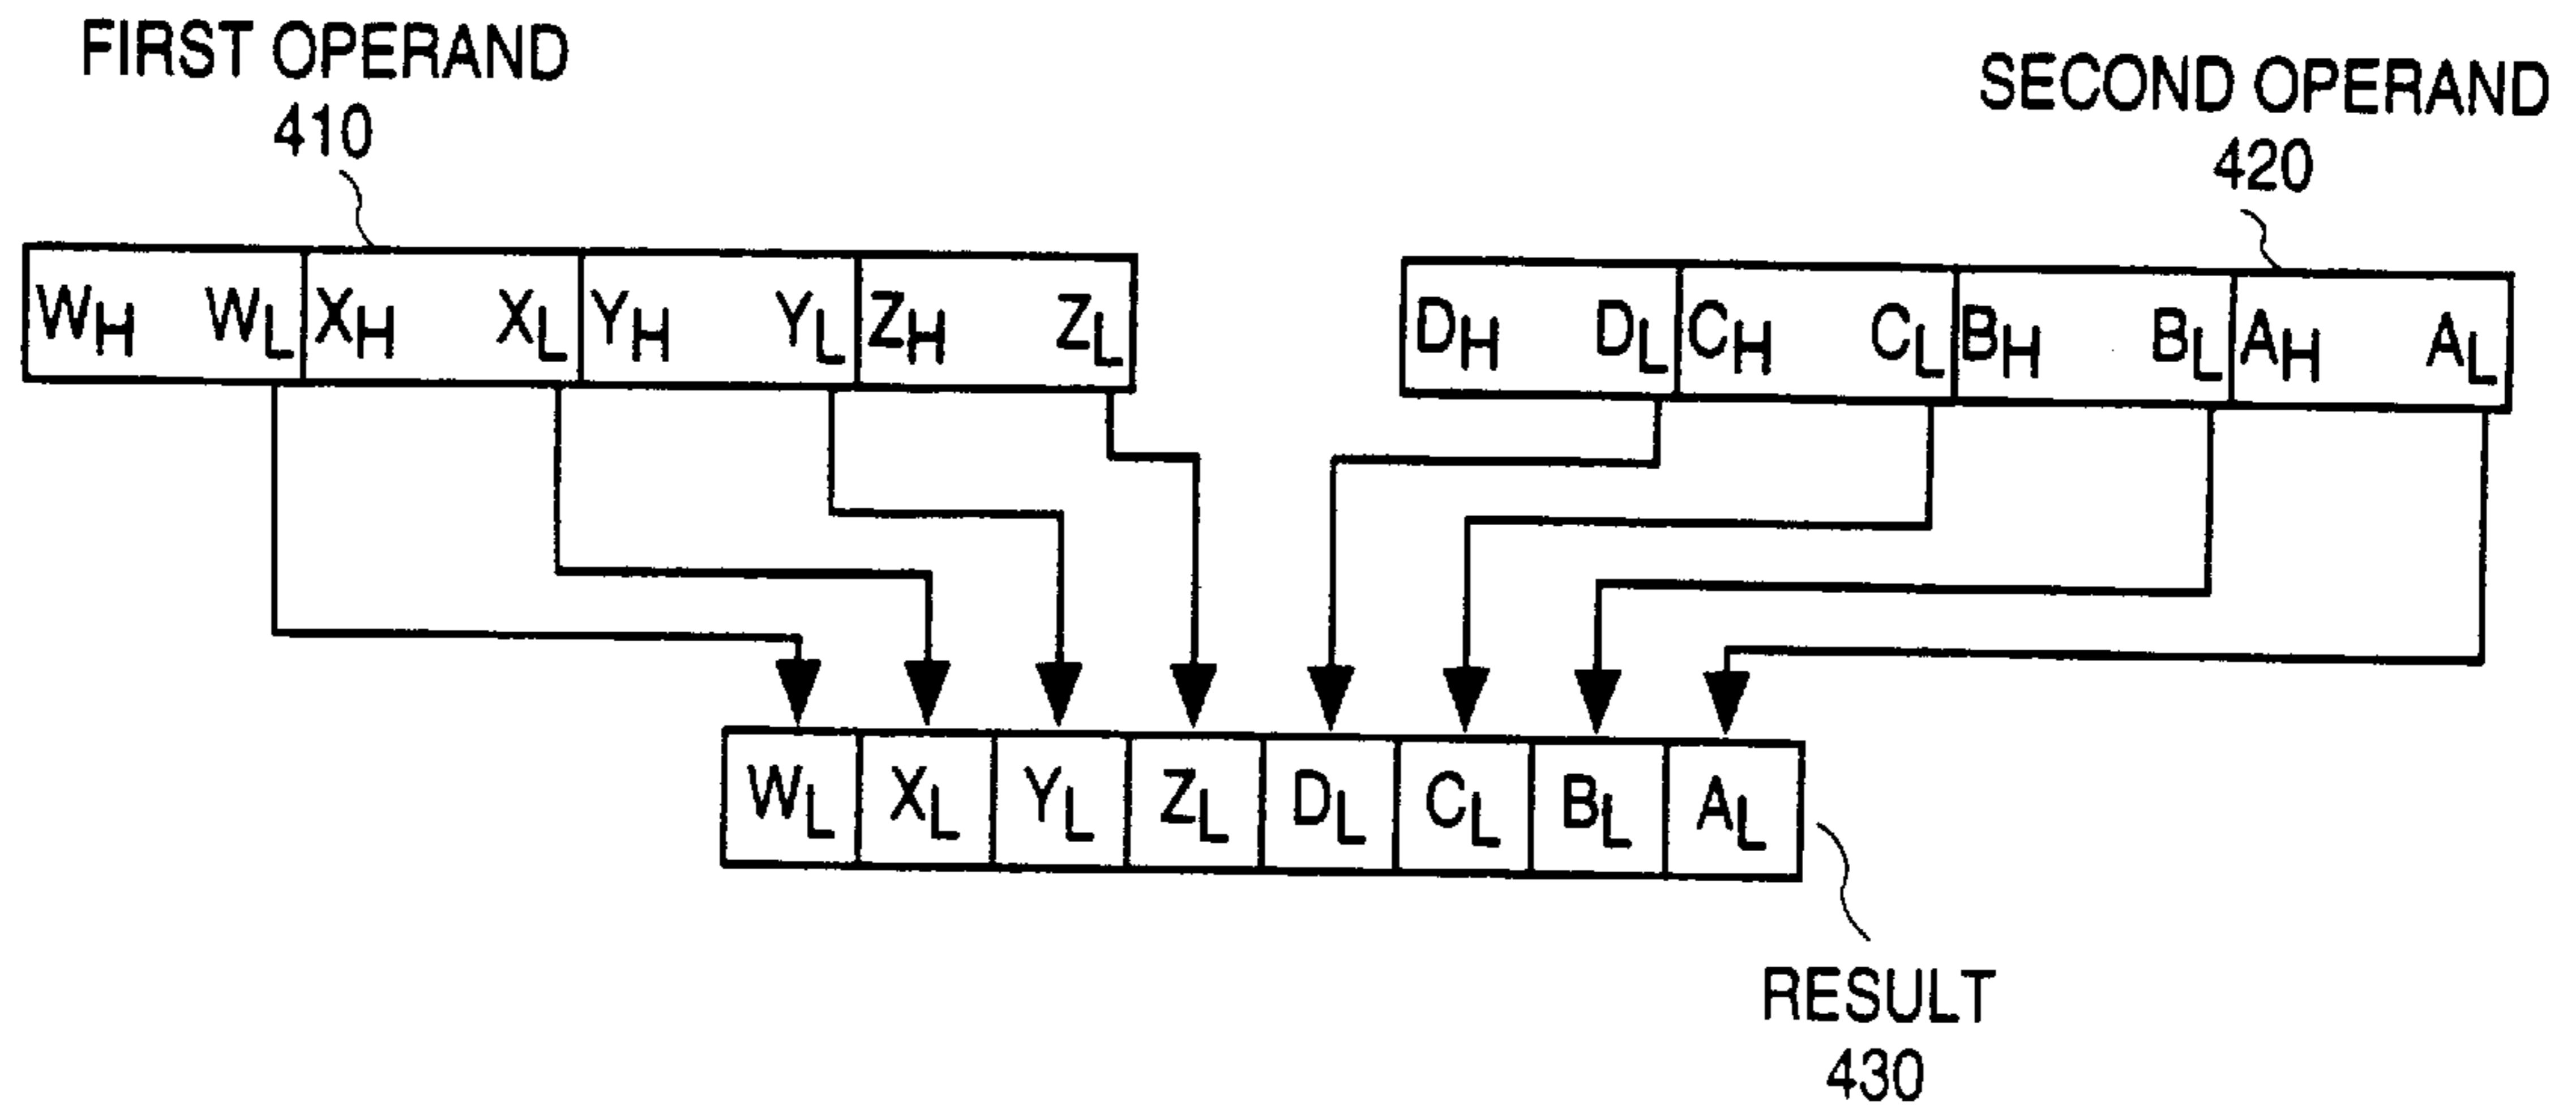 FIRST OPERAND
410
SECOND OPERAND
420
WH WL XH XL YH YL ZH ZL
DH DL CH CL BH BL AH AL
WL XL YL ZL DL CL BL AL
RESULT
430